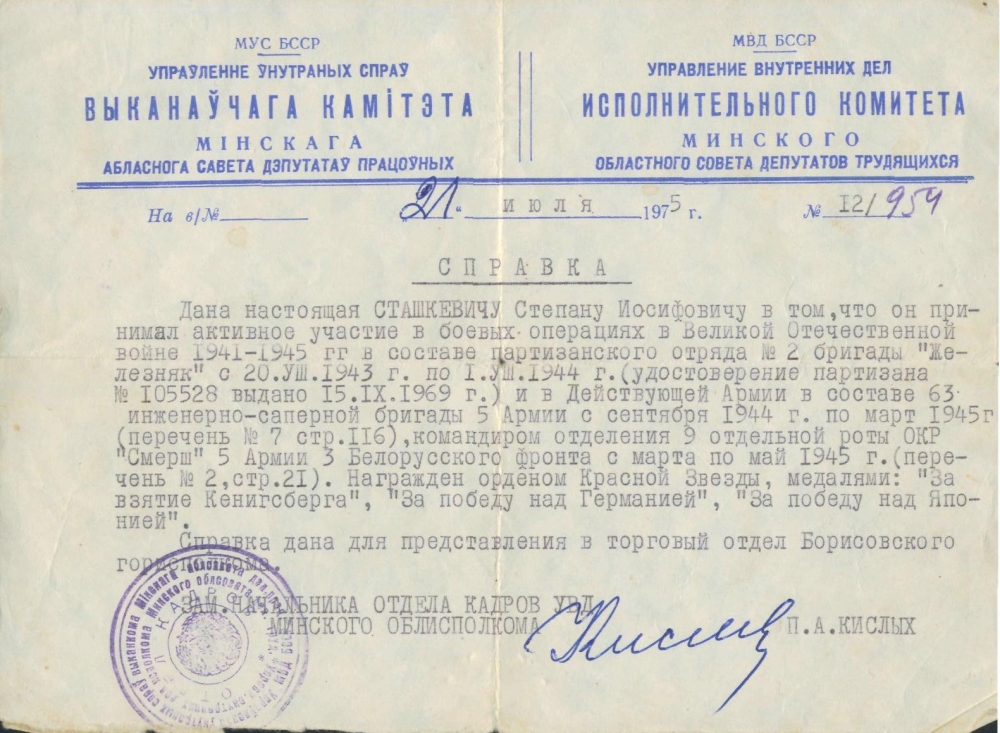 МУС БССР
УПРАЎЛЕННЕ ЎНУТРАНЫХ СПРАЎ
ВЫКАНАЎЧАГА КАМІТЭТА
МІНСКАГА
АБЛАСНОГА САВЕТА ДЭПУТАТАЎ ПРАЦОЎНЫХ
МВД БССР
УПРАВЛЕНИЕ ВНУТРЕННИХ ДЕЛ
ИСПОЛНИТЕЛЬНОГО КОМИТЕТА
МИНСКОГО
ОБЛАСТНОГО СОВЕТА ДЕПУТАТОВ ТРУДЯЩИХСЯ
На в/№ „21“ июля 1975 г. № 12/954
СПРАВКА
Дана настоящая СТАШКЕВИЧУ Степану Иосифовичу в том,что он при-
нимал активное участие в боевых операциях в Великой Отечественной
войне 1941-1945 гг в составе партизанского отряда № 2 бригады "Же-
лезняк" с 20.УШ.1943 г. по I.УШ.1944 г.(удостоверение партизана
№ 105528 выдано 15.IX.1969 г.) и в Действующей Армии в составе 63
инженерно-саперной бригады 5 Армии с сентября 1944 г. по март 1945г
(перечень № 7 стр.116),командиром отделения 9 отдельной роты ОКР
"Смерш" 5 Армии 3 Белорусского фронта с марта по май 1945 г.(пере-
чень № 2,стр.21). Награжден орденом Красной Звезды, медалями: "За
взятие Кенигсберга", "За победу над Германией", "За победу над Япо-
нией".
Справка дана для представления в торговый отдел Борисовского
горисполкома.
ЗАМ.НАЧАЛЬНИКА ОТДЕЛА КАДРОВ УВД
МИНСКОГО ОБЛИСПОЛКОМА
Кислых
П.А.КИСЛЫХ